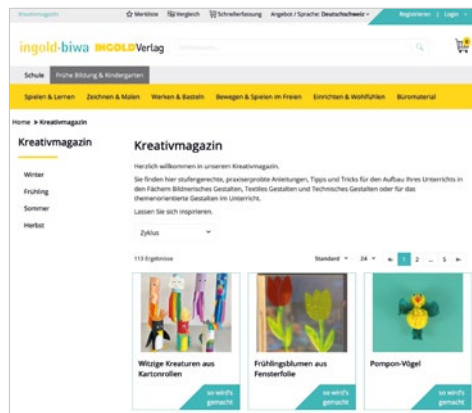 Kreativmagazin
Merkliste Vergleich Schnellerfassung Angebot / Sprache: Deutschschweiz Registrieren | Login
ingold-biwa INGOLDVerlag
0
Schule Frühe Bildung & Kindergarten
Spielen & Lernen Zeichnen & Malen Werken & Basteln Bewegen & Spielen im Freien Einrichten & Wohlfühlen Büromaterial
Home » Kreativmagazin
Kreativmagazin
Winter
Frühling
Sommer
Herbst
Kreativmagazin
Herzlich willkommen in unserem Kreativmagazin.
Sie finden hier stufengerechte, praxiserprobte Anleitungen, Tipps und Tricks für den Aufbau Ihres Unterrichts in
den Fächern Bildnerisches Gestalten, Textiles Gestalten und Technisches Gestalten oder für das
themenorientierte Gestalten im Unterricht.
Lassen Sie sich inspirieren.
Zyklus
113 Ergebnisse Standard 24 1 2 ... 5
Witzige Kreaturen aus
Kartonrollen
so wird's
gemacht
Frühlingsblumen aus
Fensterfolie
so wird's
gemacht
Pompon-Vögel
so wird's
gemacht